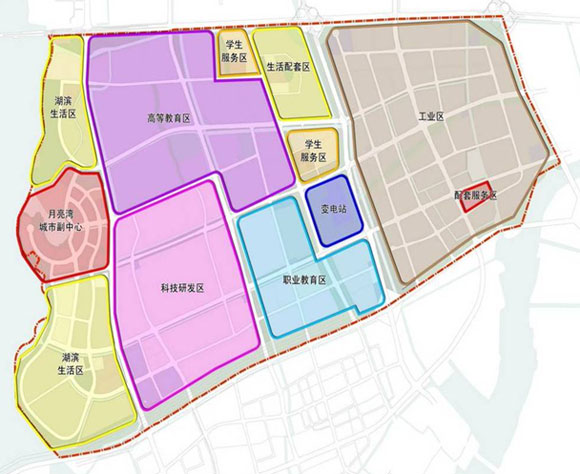 学生
服务区
生活配套区
湖滨
生活区
高等教育区
工业区
学生
服务区
配套服务区
月亮湾
城市副中心
变电站
科技研发区
职业教育区
湖滨
生活区